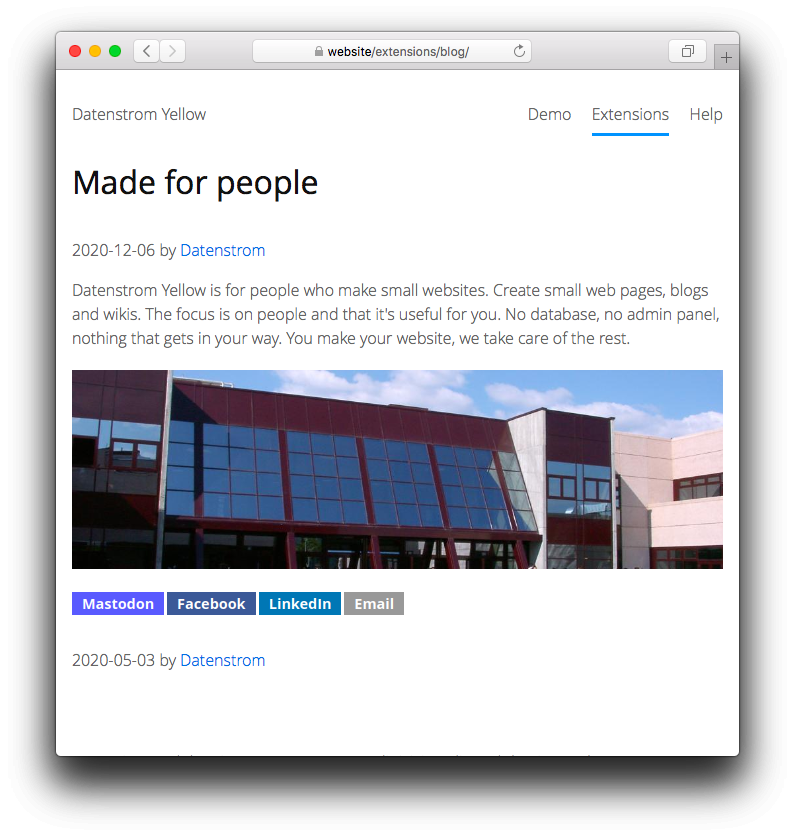 website/extensions/blog/
Datenstrom Yellow
Demo Extensions Help
Made for people
2020-12-06 by Datenstrom
Datenstrom Yellow is for people who make small websites. Create small web pages, blogs
and wikis. The focus is on people and that it's useful for you. No database, no admin panel,
nothing that gets in your way. You make your website, we take care of the rest.
Mastodon Facebook LinkedIn Email
2020-05-03 by Datenstrom